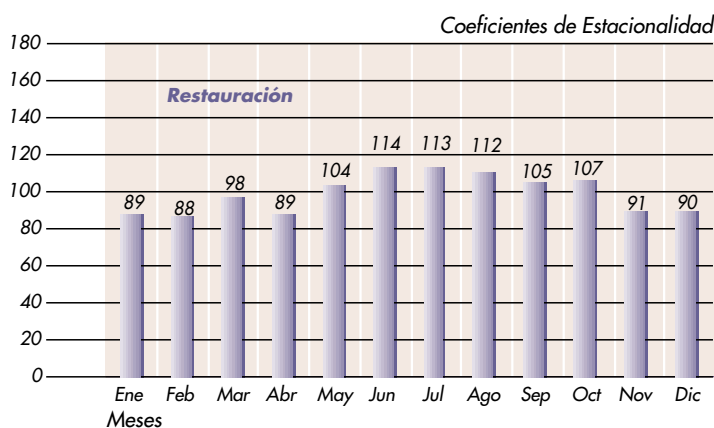 Coeficientes de Estacionalidad
180
160
Restauración
140
120
114 113 112
104 105 107
98
100
89 88 89 91 90
80
60
40
20
0
Ene Feb Mar Abr May Jun Jul Ago Sep Oct Nov Dic
Meses